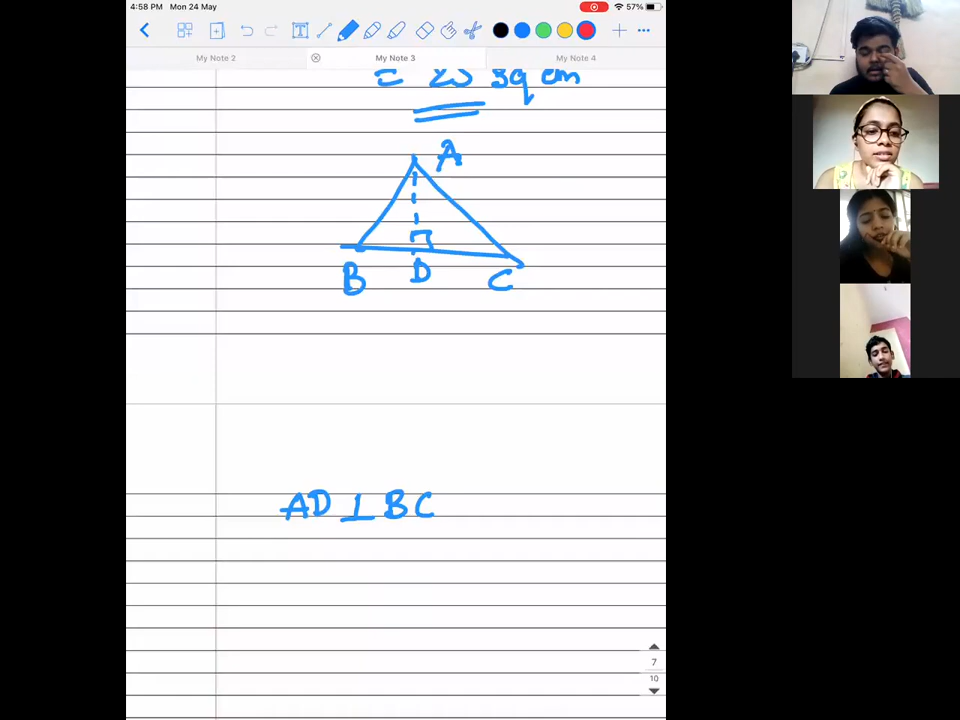 4:58 PM Mon 24 May 57%
My Note 2 My Note 3 My Note 4
= 25 sq cm
A
B D C
AD ⊥ BC
7
10